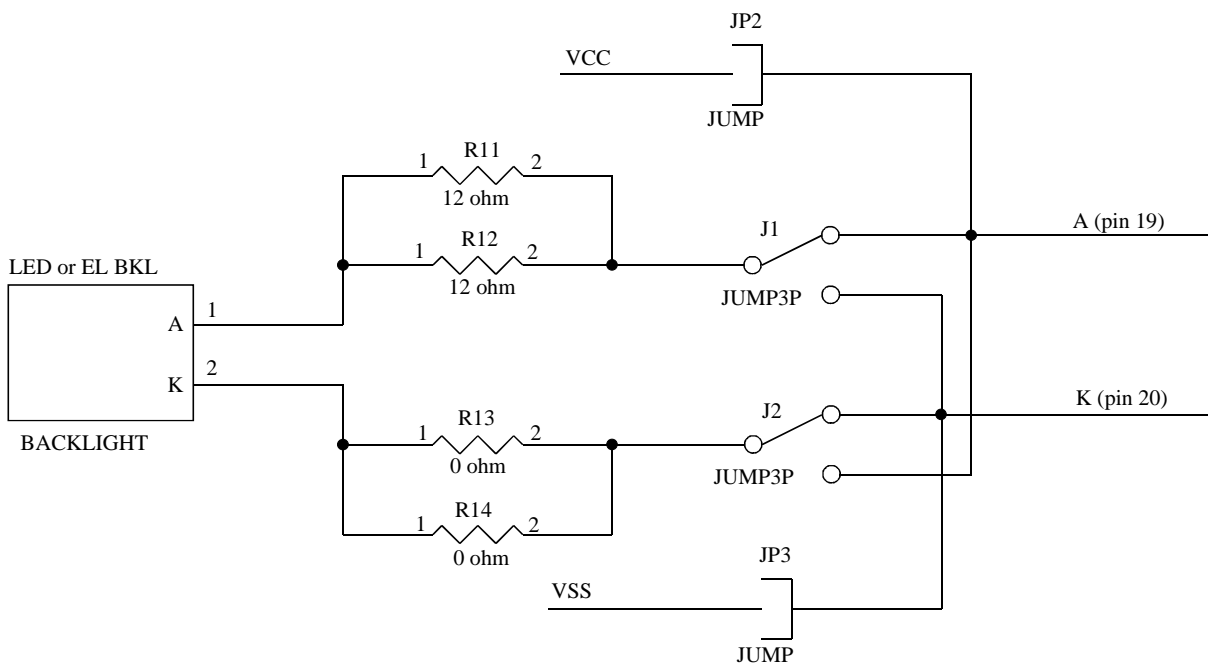 JP2
VCC
JUMP
R11
1 2
12 ohm
J1
A (pin 19)
R12
1 2
12 ohm
LED or EL BKL
JUMP3P
1
A
2
K
K (pin 20)
J2
R13
1 2
0 ohm
BACKLIGHT
JUMP3P
R14
1 2
0 ohm
JP3
VSS
JUMP